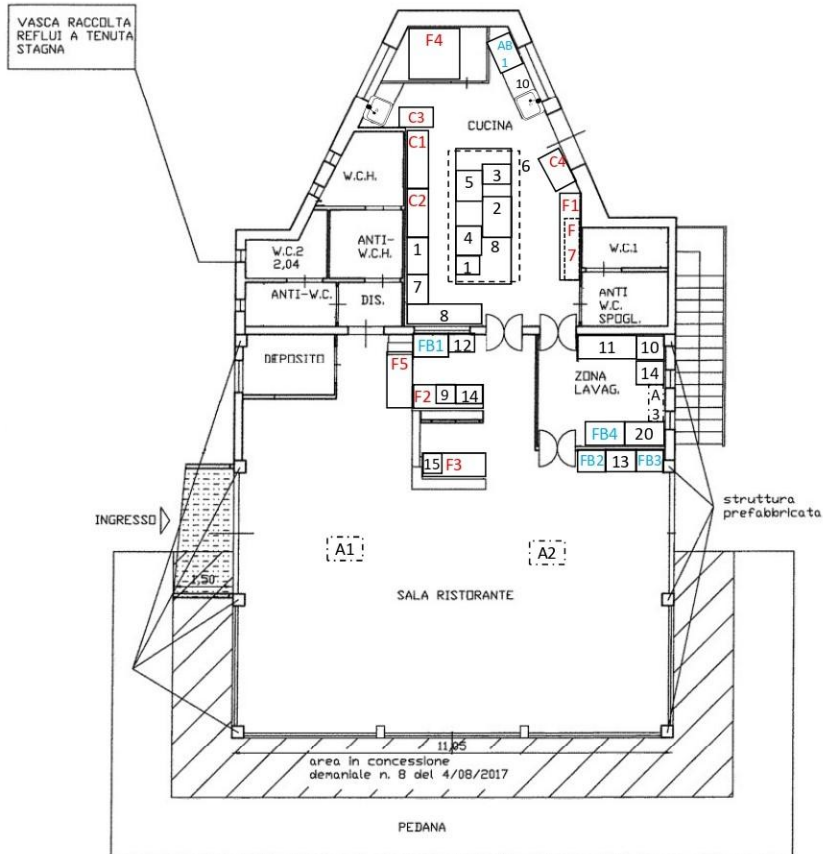 VASCA RACCOLTA
REFLUI A TENUTA
STAGNA
F4
AB
1
10
C3
CUCINA
C1
W.C.H.
5
3
6
C4
C2
2
F1
F
7
W.C.2
2,04
ANTI-
W.C.H.
1
4
8
W.C.1
1
ANTI-W.C.
DIS.
7
ANTI
W.C.
SPOGL.
8
DEPOSITO
FB1
12
11
10
F5
ZONA
LAVAG.
14
F2
9
14
A
3
FB4
20
15
F3
FB2
13
FB3
INGRESSO
struttura
prefabbricata
A1
A2
1,50
SALA RISTORANTE
11,05
area in concessione
demaniale n. 8 del 4/08/2017
PEDANA